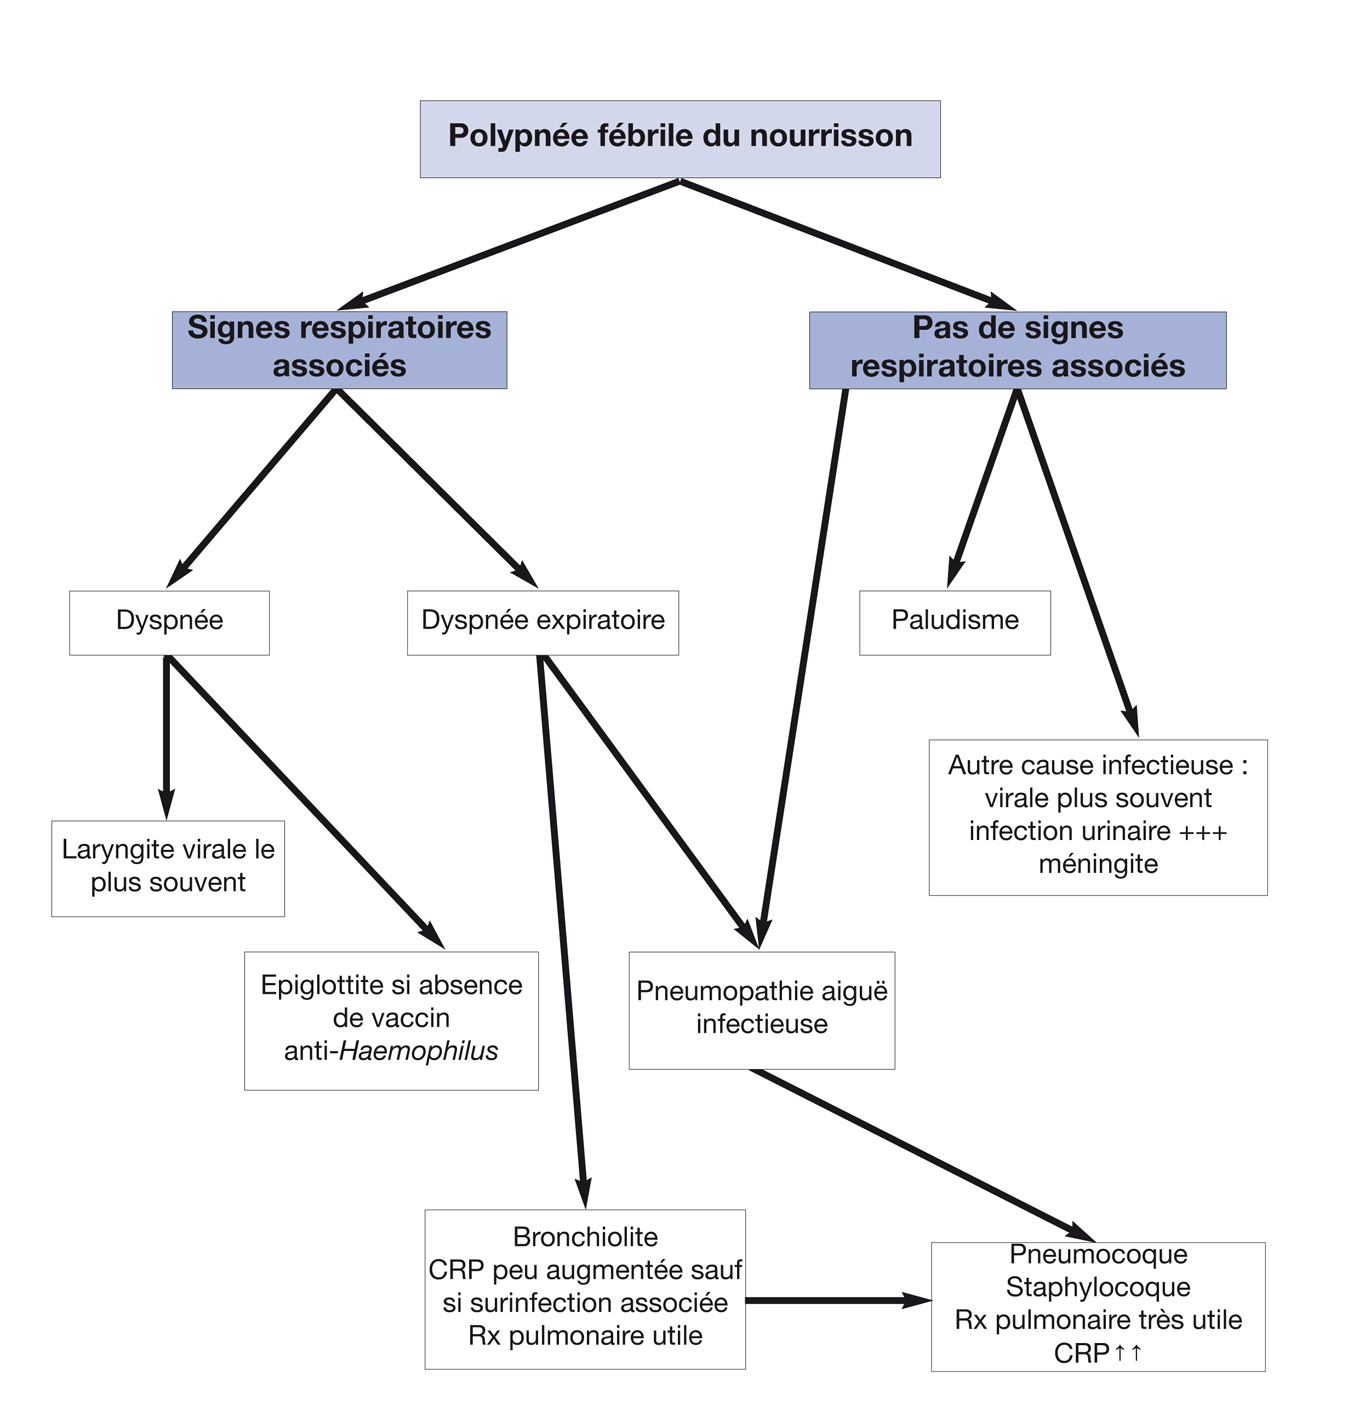 Polypnée fébrile du nourrisson
Signes respiratoires
associés
Pas de signes
respiratoires associés
Dyspnée
Dyspnée expiratoire
Paludisme
Autre cause infectieuse :
virale plus souvent
infection urinaire +++
méningite
Laryngite virale le
plus souvent
Epiglottite si absence
de vaccin
anti-Haemophilus
Pneumopathie aiguë
infectieuse
Bronchiolite
CRP peu augmentée sauf
si surinfection associée
Rx pulmonaire utile
Pneumocoque
Staphylocoque
Rx pulmonaire très utile
CRP↑↑